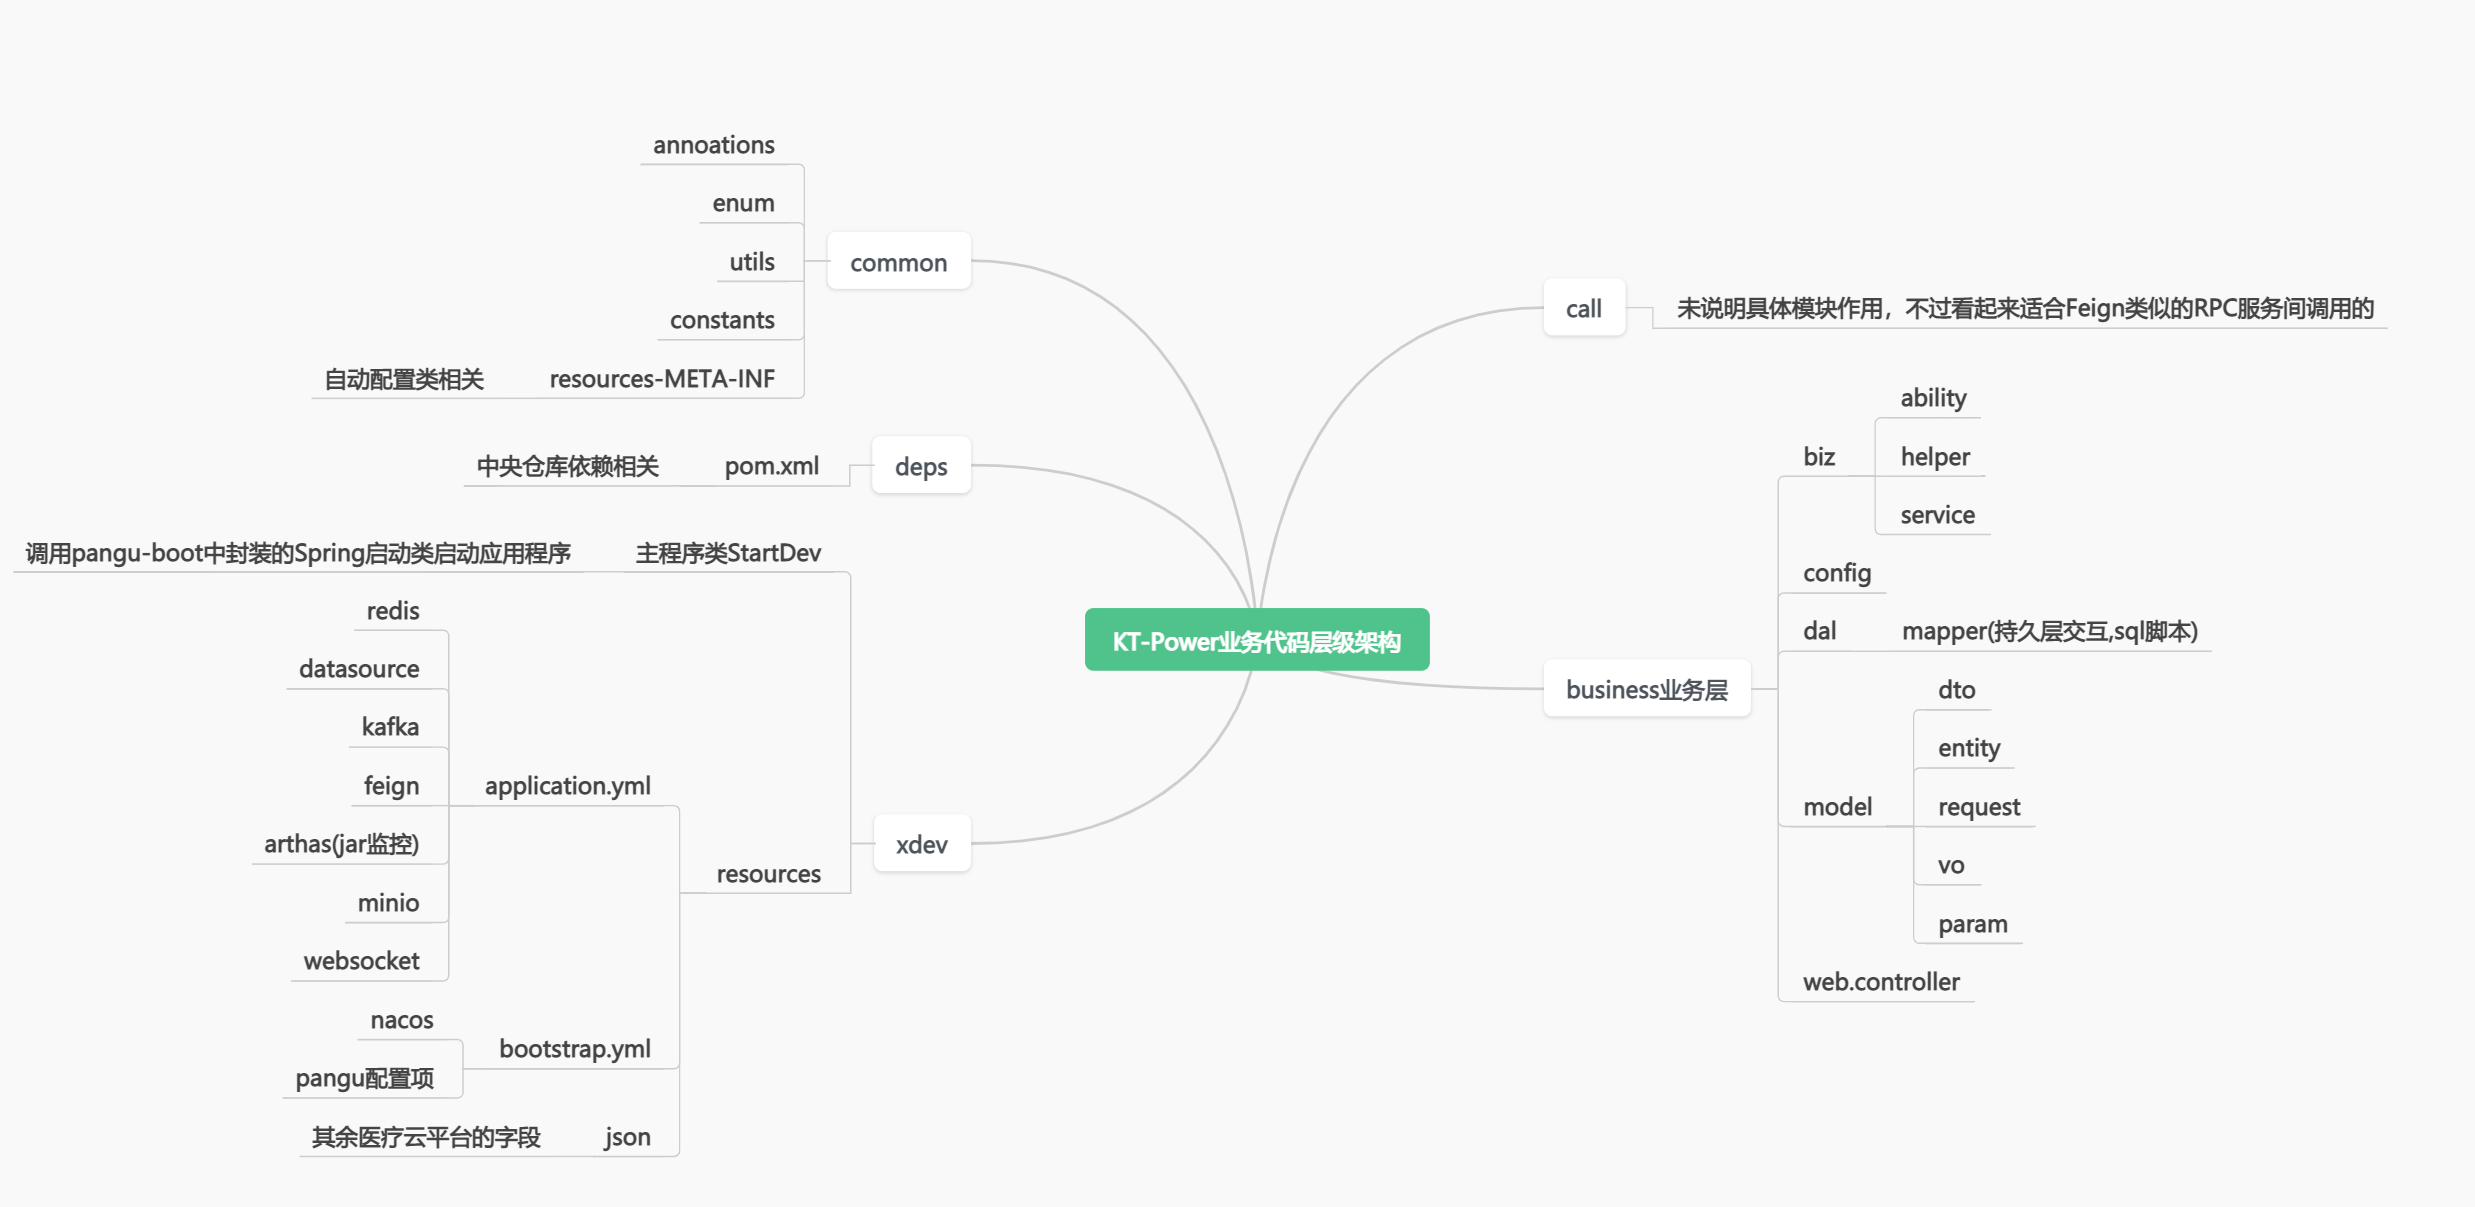 KT-Power业务代码层级架构
common
annoations
enum
utils
constants
resources-META-INF
自动配置类相关
deps
pom.xml
中央仓库依赖相关
xdev
主程序类StartDev
调用pangu-boot中封装的Spring启动类启动应用程序
resources
application.yml
redis
datasource
kafka
feign
arthas(jar监控)
minio
websocket
bootstrap.yml
nacos
pangu配置项
json
其余医疗云平台的字段
call
未说明具体模块作用，不过看起来适合Feign类似的RPC服务间调用的
business业务层
biz
ability
helper
service
config
dal
mapper(持久层交互,sql脚本)
model
dto
entity
request
vo
param
web.controller